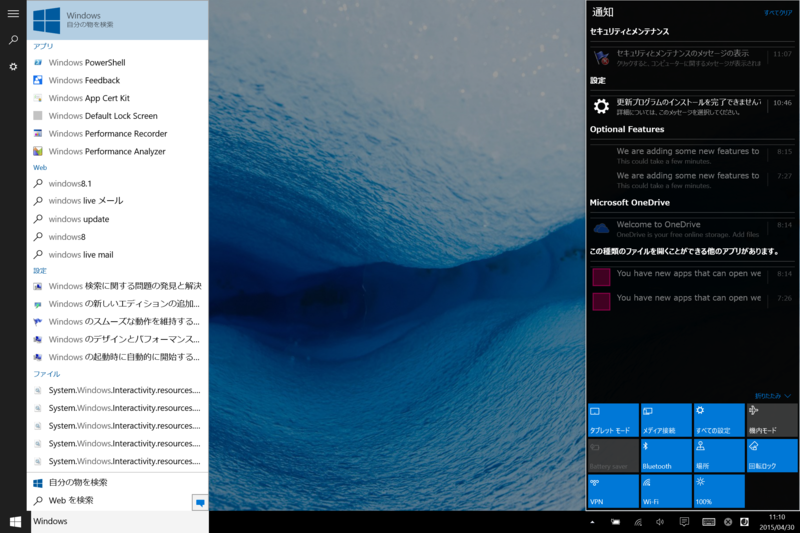 Windows
自分の物を検索
アプリ
Windows PowerShell
Windows Feedback
Windows App Cert Kit
Windows Default Lock Screen
Windows Performance Recorder
Windows Performance Analyzer
Web
windows8.1
windows live メール
windows update
windows8
windows live mail
設定
Windows 検索に関する問題の発見と解決
Windows の新しいエディションの追加...
Windows のスムーズな動作を維持する...
Windows のデザインとパフォーマンス...
Windows の起動時に自動的に開始する...
ファイル
System.Windows.Interactivity.resources....
System.Windows.Interactivity.resources....
System.Windows.Interactivity.resources....
System.Windows.Interactivity.resources....
System.Windows.Interactivity.resources....
自分の物を検索
Web を検索
Windows
通知
すべてクリア
セキュリティとメンテナンス
セキュリティとメンテナンスのメッセージの表示 11:07
クリックすると、コンピューターに関するメッセージが表示されま
設定
更新プログラムのインストールを完了できません 10:46
詳細については、このメッセージを選択してください。
Optional Features
We are adding some new features to 8:15
This could take a few minutes.
We are adding some new features to 7:27
This could take a few minutes.
Microsoft OneDrive
Welcome to OneDrive 8:14
OneDrive is your free online storage. Add files
この種類のファイルを開くことができる他のアプリがあります。
You have new apps that can open we 8:14
You have new apps that can open we 7:26
折りたたみ
タブレット モード
メディア接続
すべての設定
機内モード
Battery saver
Bluetooth
場所
回転ロック
VPN
Wi-Fi
100%
11:10
2015/04/30